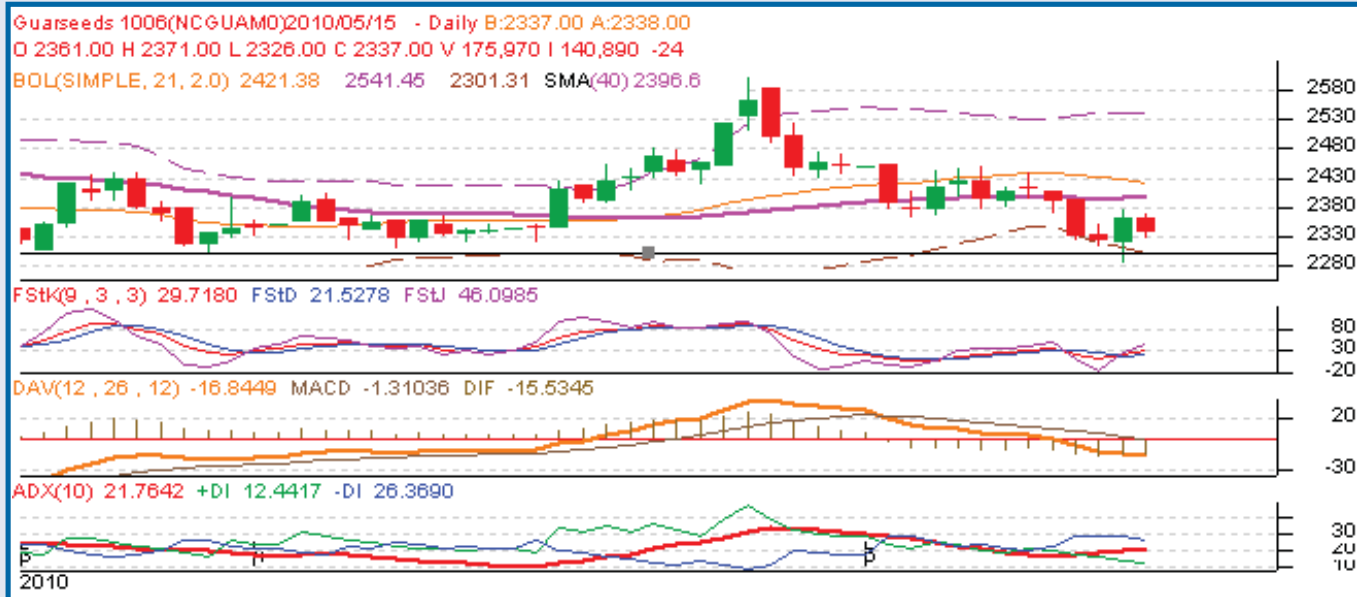 Guarseeds 1006(NCGUAM0)2010/05/15 - Daily B:2337.00 A:2338.00
O 2361.00 H 2371.00 L 2326.00 C 2337.00 V 175,970 I 140,890 -24
BOL(SIMPLE, 21, 2.0) 2421.38 2541.45 2301.31 SMA(40) 2396.6
2580
2530
2480
2430
2380
2330
2280
FStK(9 , 3 , 3) 29.7180 FStD 21.5278 FStJ 46.0985
80
30
-20
DAV(12 , 26 , 12) -16.8449 MACD -1.31036 DIF -15.5345
20
-30
ADX(10) 21.7642 +DI 12.4417 -DI 26.3690
30
20
10
2010